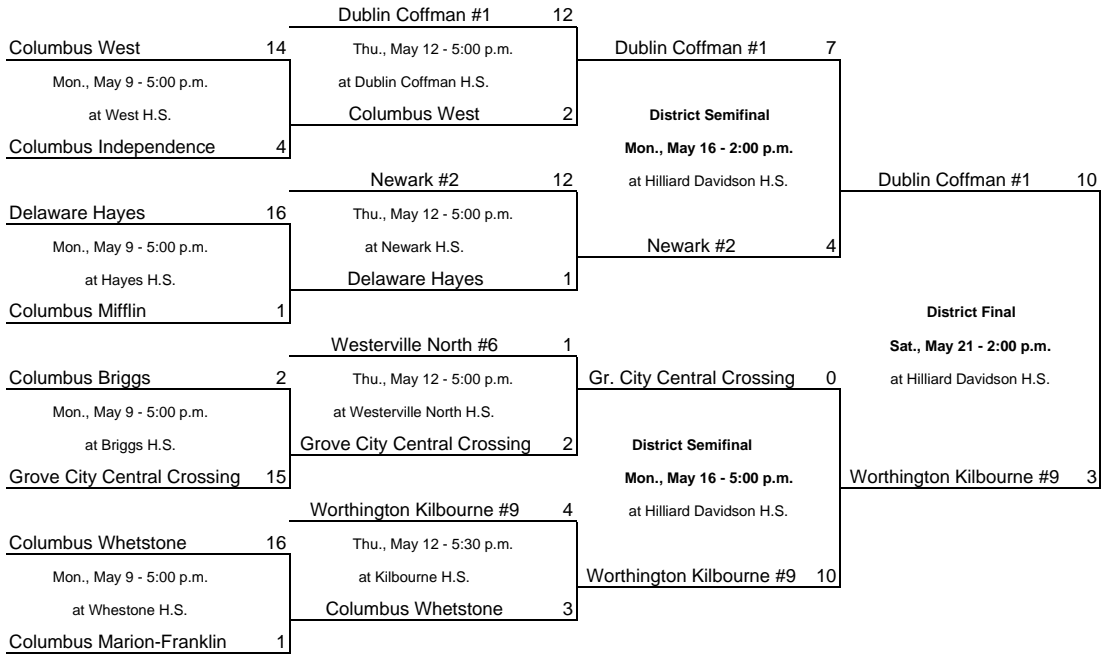 Dublin Coffman #1 12
Columbus West 14
Thu., May 12 - 5:00 p.m.
Dublin Coffman #1 7
Mon., May 9 - 5:00 p.m.
at Dublin Coffman H.S.
at West H.S.
Columbus West 2
District Semifinal
Columbus Independence 4
Mon., May 16 - 2:00 p.m.
Newark #2 12
at Hilliard Davidson H.S.
Dublin Coffman #1 10
Delaware Hayes 16
Thu., May 12 - 5:00 p.m.
Mon., May 9 - 5:00 p.m.
at Newark H.S.
Newark #2 4
at Hayes H.S.
Delaware Hayes 1
Columbus Mifflin 1
District Final
Westerville North #6 1
Sat., May 21 - 2:00 p.m.
Columbus Briggs 2
Thu., May 12 - 5:00 p.m.
Gr. City Central Crossing 0
at Hilliard Davidson H.S.
Mon., May 9 - 5:00 p.m.
at Westerville North H.S.
at Briggs H.S.
Grove City Central Crossing 2
District Semifinal
Grove City Central Crossing 15
Mon., May 16 - 5:00 p.m.
Worthington Kilbourne #9 3
Worthington Kilbourne #9 4
at Hilliard Davidson H.S.
Columbus Whetstone 16
Thu., May 12 - 5:30 p.m.
Mon., May 9 - 5:00 p.m.
at Kilbourne H.S.
Worthington Kilbourne #9 10
at Whestone H.S.
Columbus Whetstone 3
Columbus Marion-Franklin 1